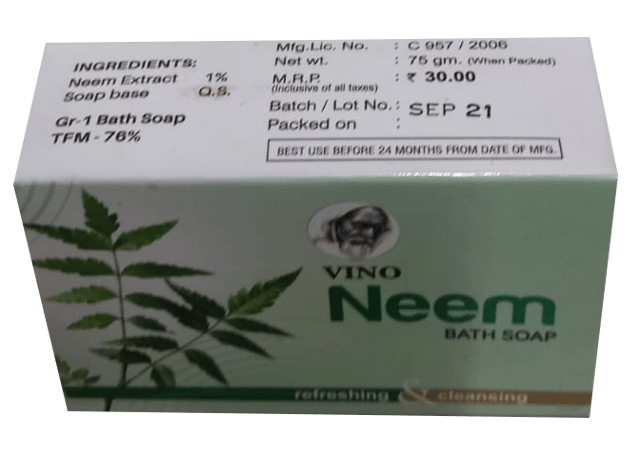 INGREDIENTS:
Neem Extract 1%
Soap base Q.S.
Gr-1 Bath Soap
TFM - 76%
Mfg.Lic. No. : C 957 / 2006
Net wt. : 75 gm. (When Packed)
M.R.P. : ₹ 30.00
(Inclusive of all taxes)
Batch / Lot No. : SEP 21
Packed on :
BEST USE BEFORE 24 MONTHS FROM DATE OF MFG.
VINO
Neem
BATH SOAP
refreshing & cleansing